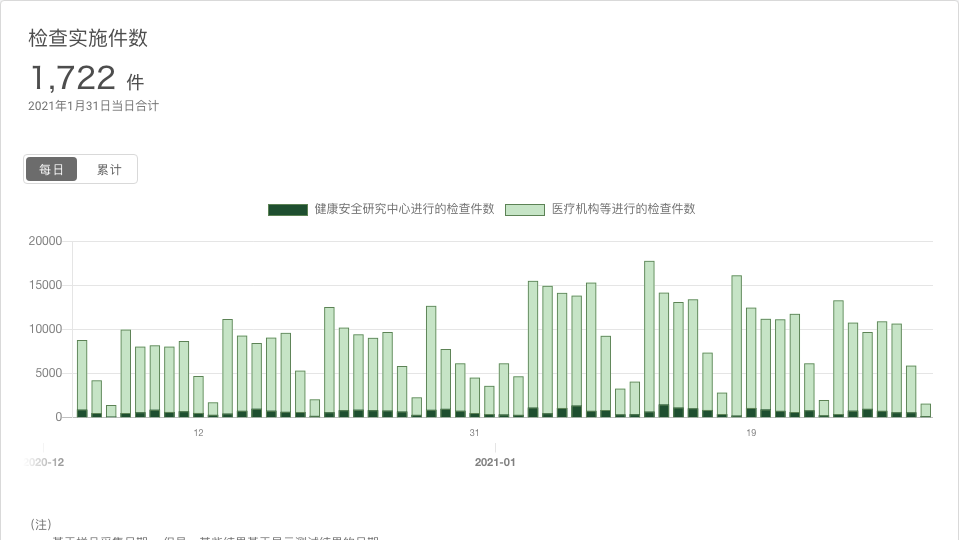 检查实施件数
1,722 件
2021年1月31日当日合计
每日 累计
健康安全研究中心进行的检查件数 医疗机构等进行的检查件数
20000
15000
10000
5000
0
12 31 19
2020-12 2021-01
（注）